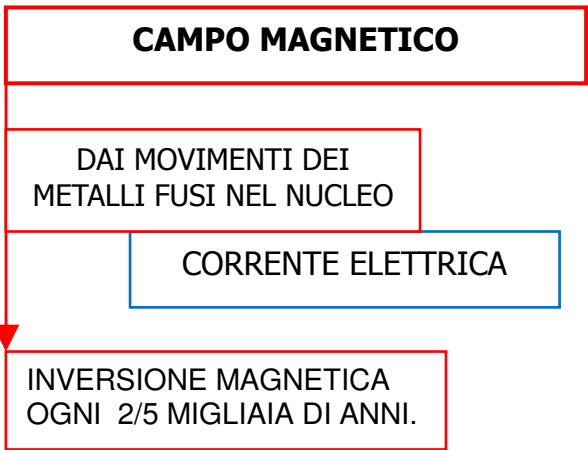 CAMPO MAGNETICO
DAI MOVIMENTI DEI
METALLI FUSI NEL NUCLEO
CORRENTE ELETTRICA
INVERSIONE MAGNETICA
OGNI  2/5 MIGLIAIA DI ANNI.